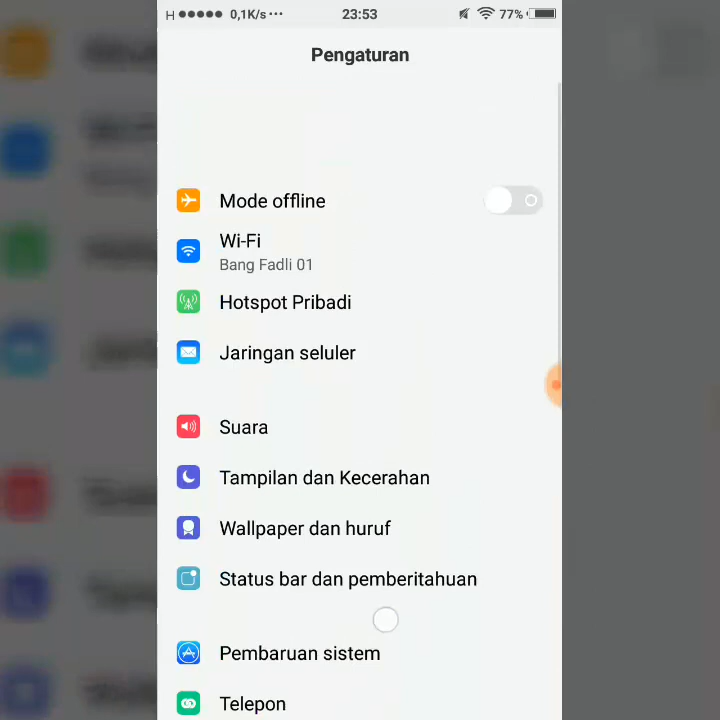 H 0,1K/s ··· 23:53 77%
Pengaturan
Mode offline
Wi-Fi
Bang Fadli 01
Hotspot Pribadi
Jaringan seluler
Suara
Tampilan dan Kecerahan
Wallpaper dan huruf
Status bar dan pemberitahuan
Pembaruan sistem
Telepon